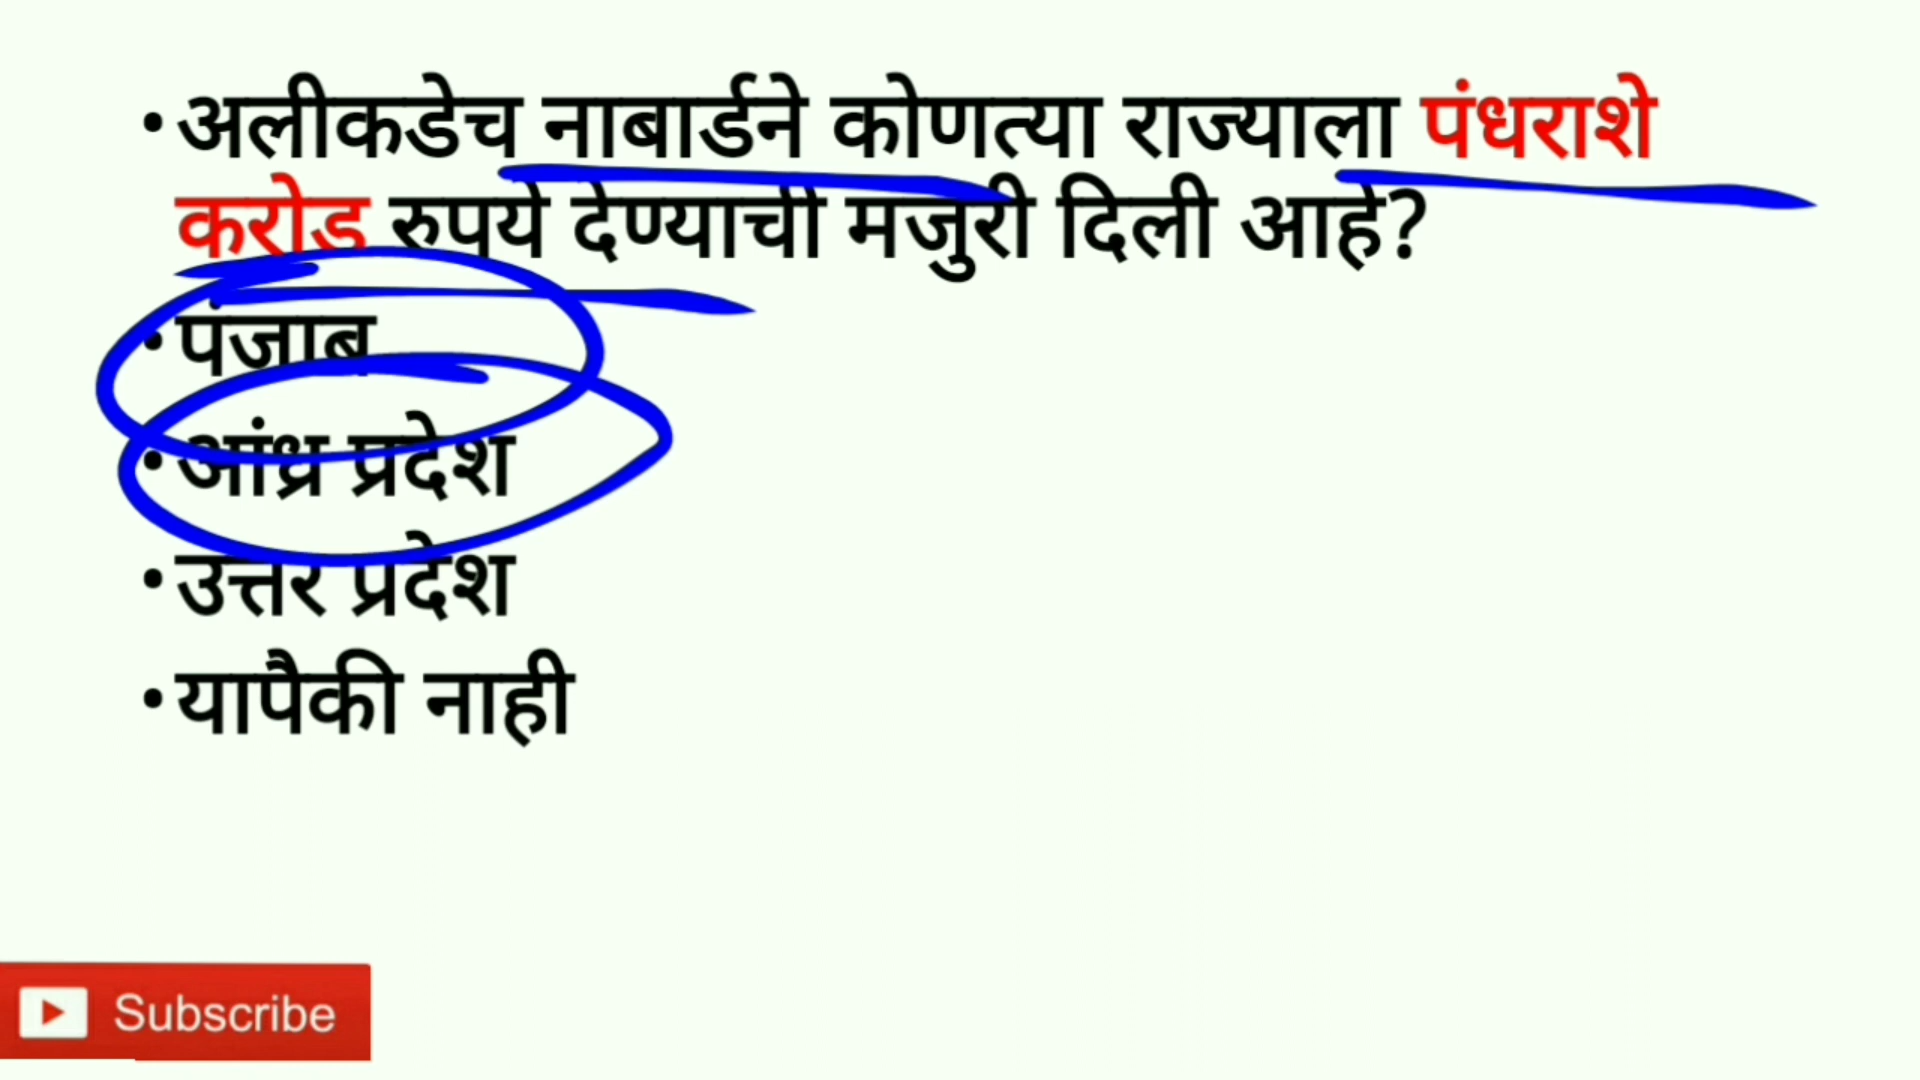 • अलीकडेच नाबार्डने कोणत्या राज्याला पंधराशे
करोड रुपये देण्याची मजुरी दिली आहे?
• पंजाब
• आंध्र प्रदेश
• उत्तर प्रदेश
• यापैकी नाही
Subscribe